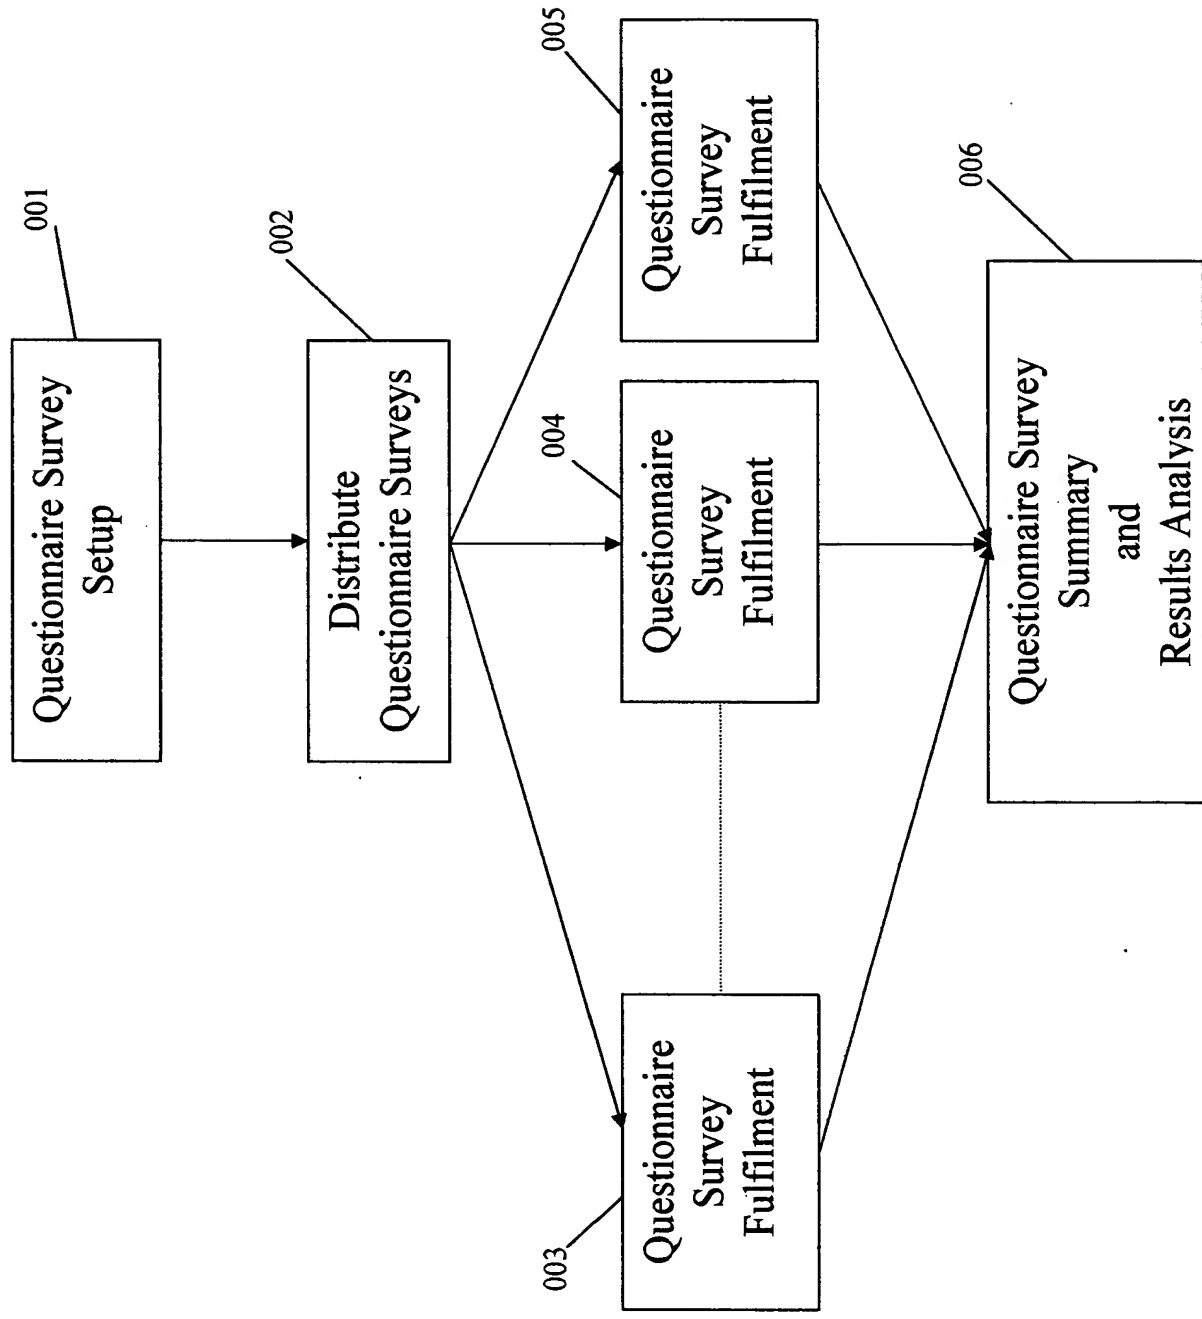 001
Questionnaire Survey
Setup
002
Distribute
Questionnaire Surveys
003
Questionnaire
Survey
Fulfilment
004
Questionnaire
Survey
Fulfilment
005
Questionnaire
Survey
Fulfilment
006
Questionnaire Survey
Summary
and
Results Analysis